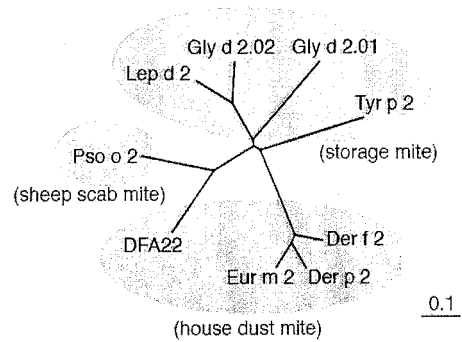 Gly d 2.02 Gly d 2.01
Lep d 2
Tyr p 2
Pso o 2
(storage mite)
(sheep scab mite)
DFA22
Der f 2
Eur m 2 Der p 2
0.1
(house dust mite)